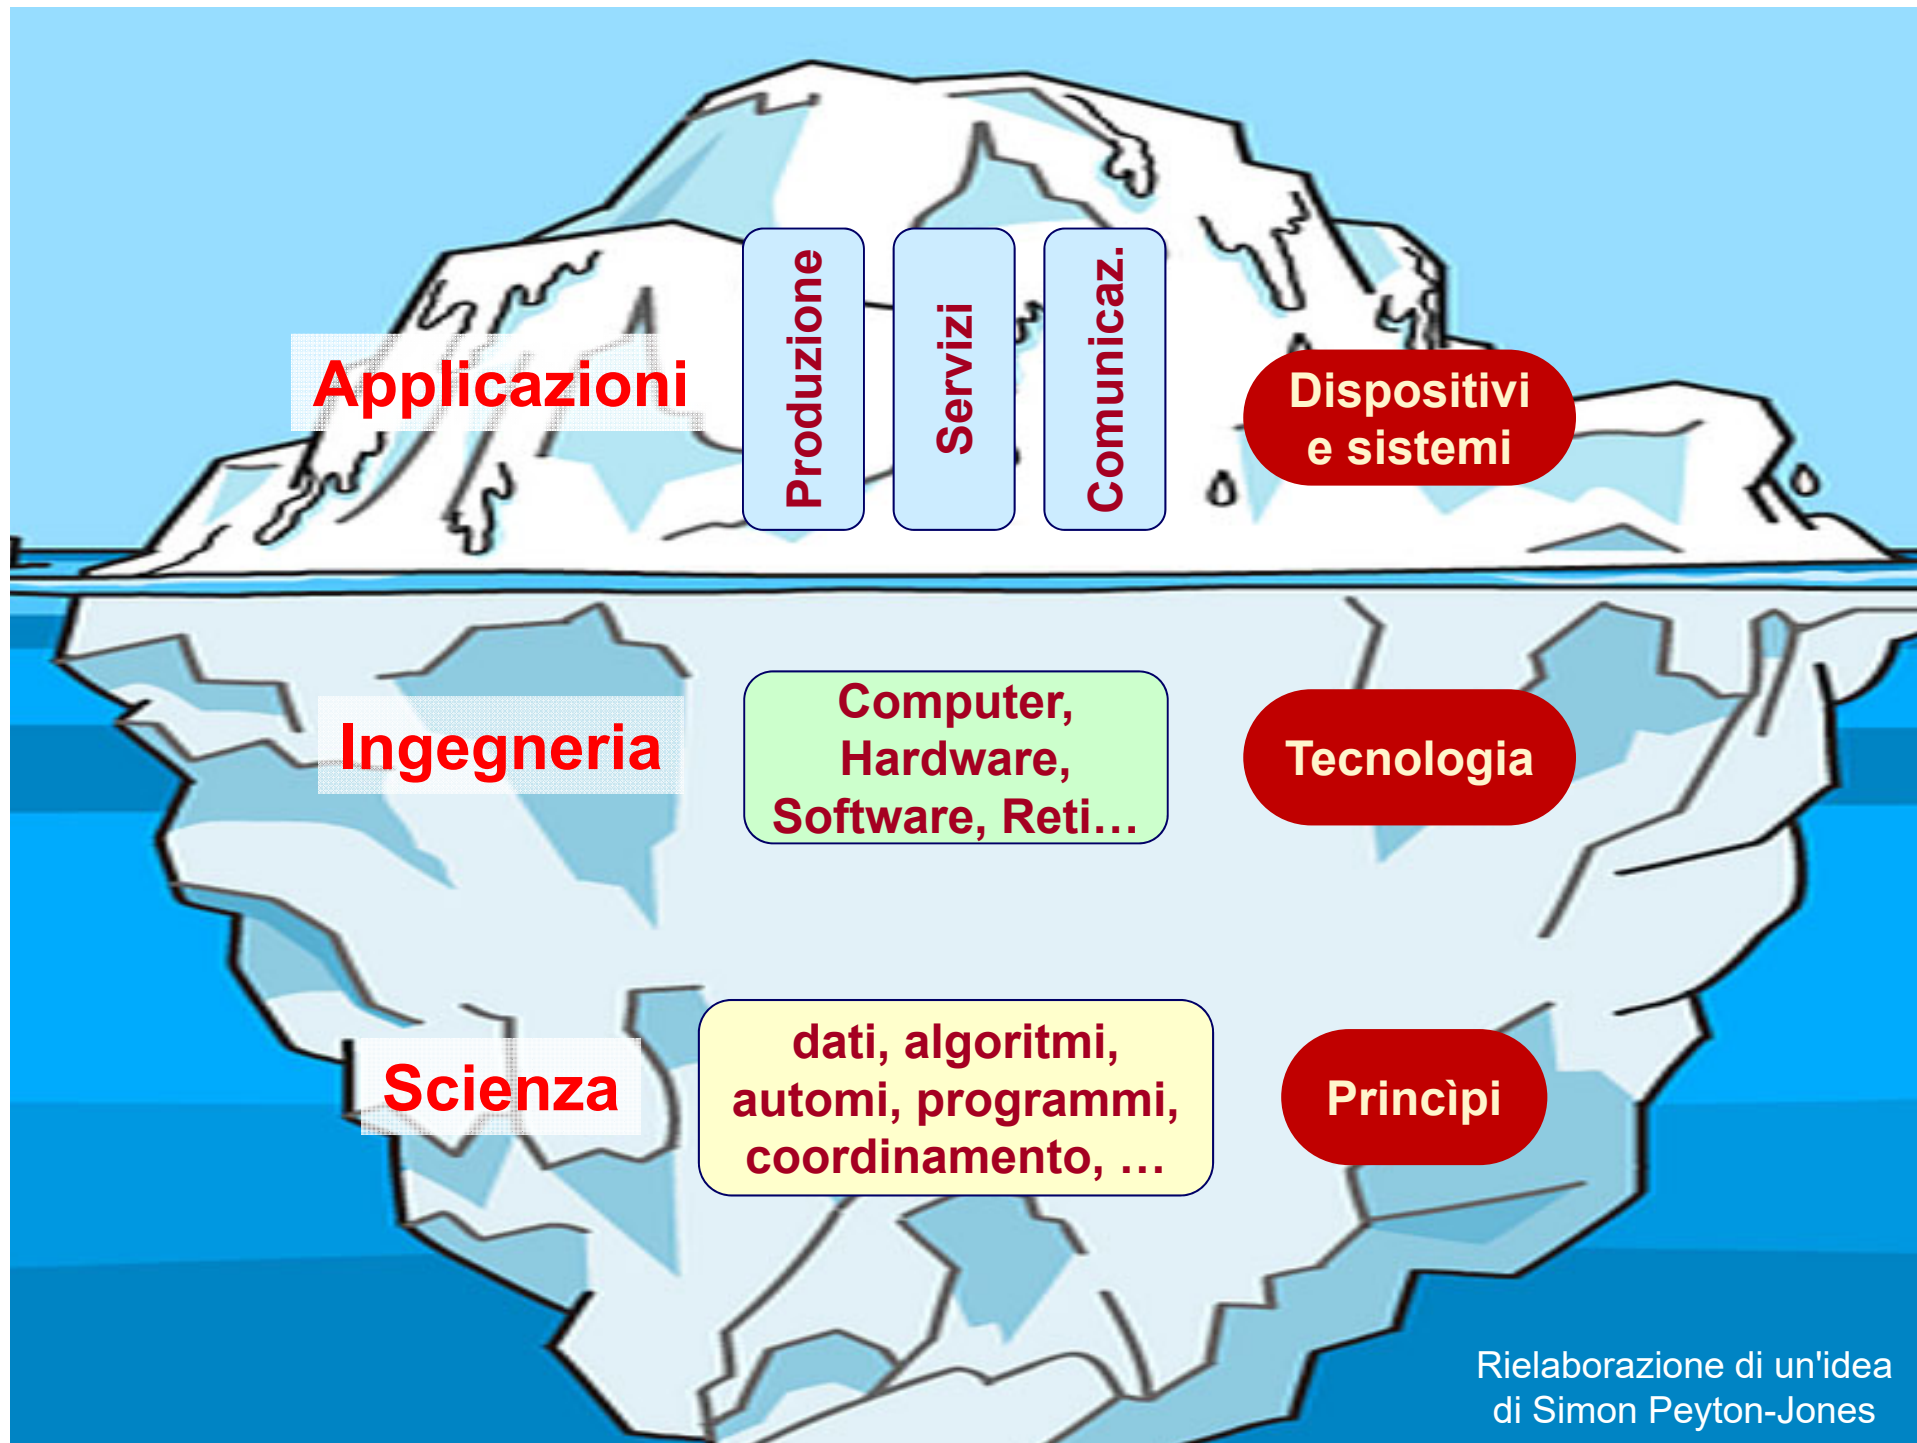 Applicazioni
Produzione
Servizi
Comunicaz.
Dispositivi
e sistemi
Ingegneria
Computer,
Hardware,
Software, Reti…
Tecnologia
Scienza
dati, algoritmi,
automi, programmi,
coordinamento, …
Princìpi
Rielaborazione di un'idea
di Simon Peyton-Jones